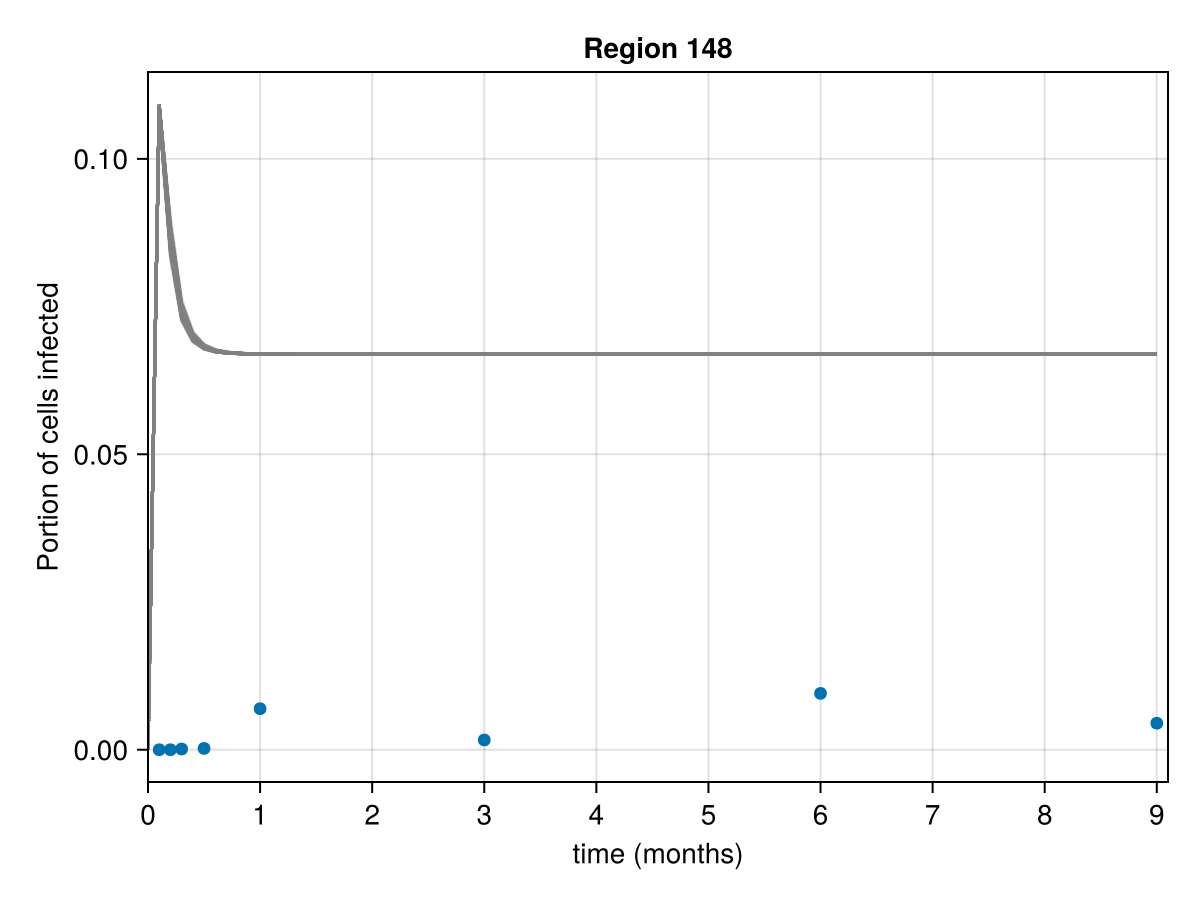 Region 148
0.10
0.05
0.00
Portion of cells infected
0 1 2 3 4 5 6 7 8 9
time (months)